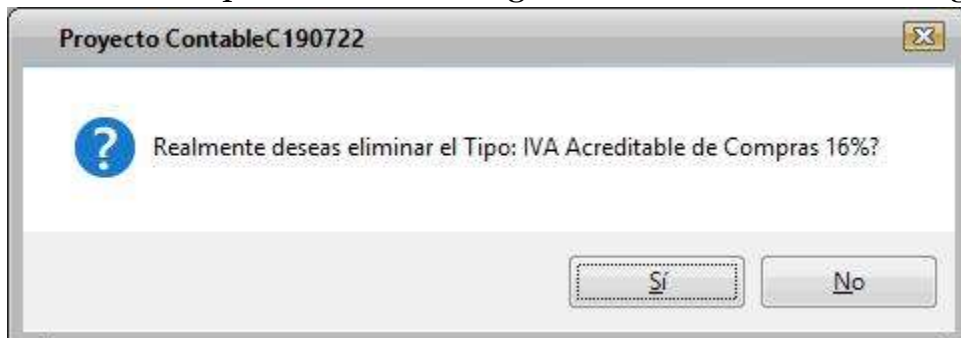 Proyecto ContableC190722
Realmente deseas eliminar el Tipo: IVA Acreditable de Compras 16%?
Sí
No